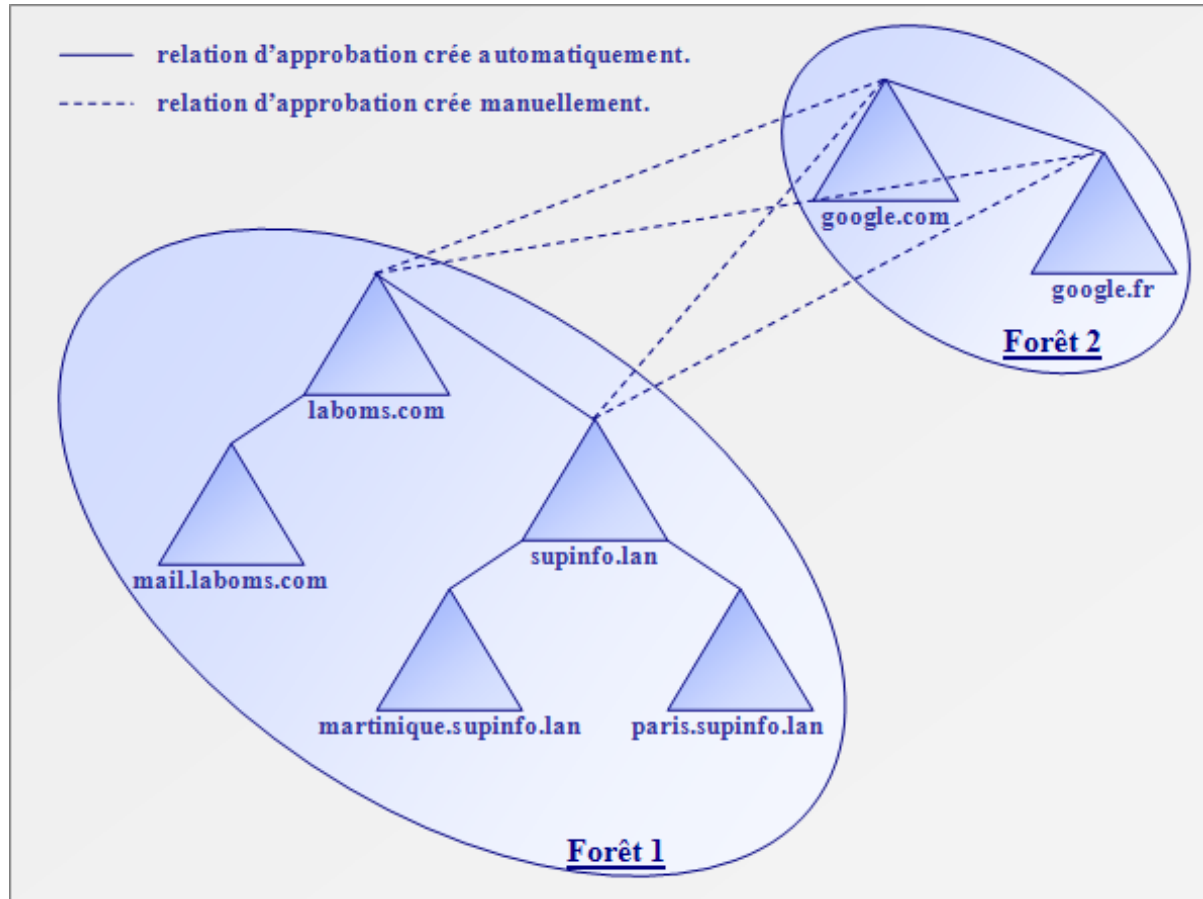 relation d'approbation crée automatiquement.
relation d'approbation crée manuellement.
google.com
google.fr
Forêt 2
laboms.com
supinfo.lan
mail.laboms.com
martinique.supinfo.lan
paris.supinfo.lan
Forêt 1